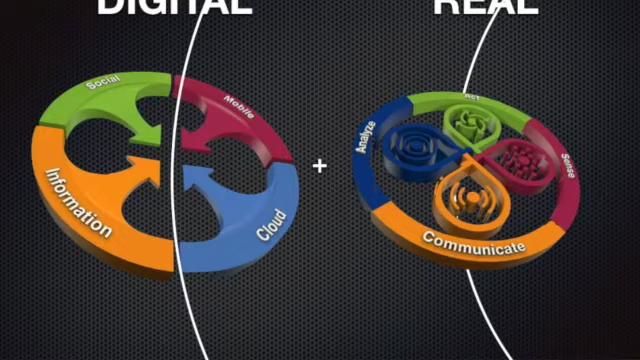 DIGITAL
REAL
Social
Mobile
Information
Cloud
+
Act
Analyze
Sense
Communicate